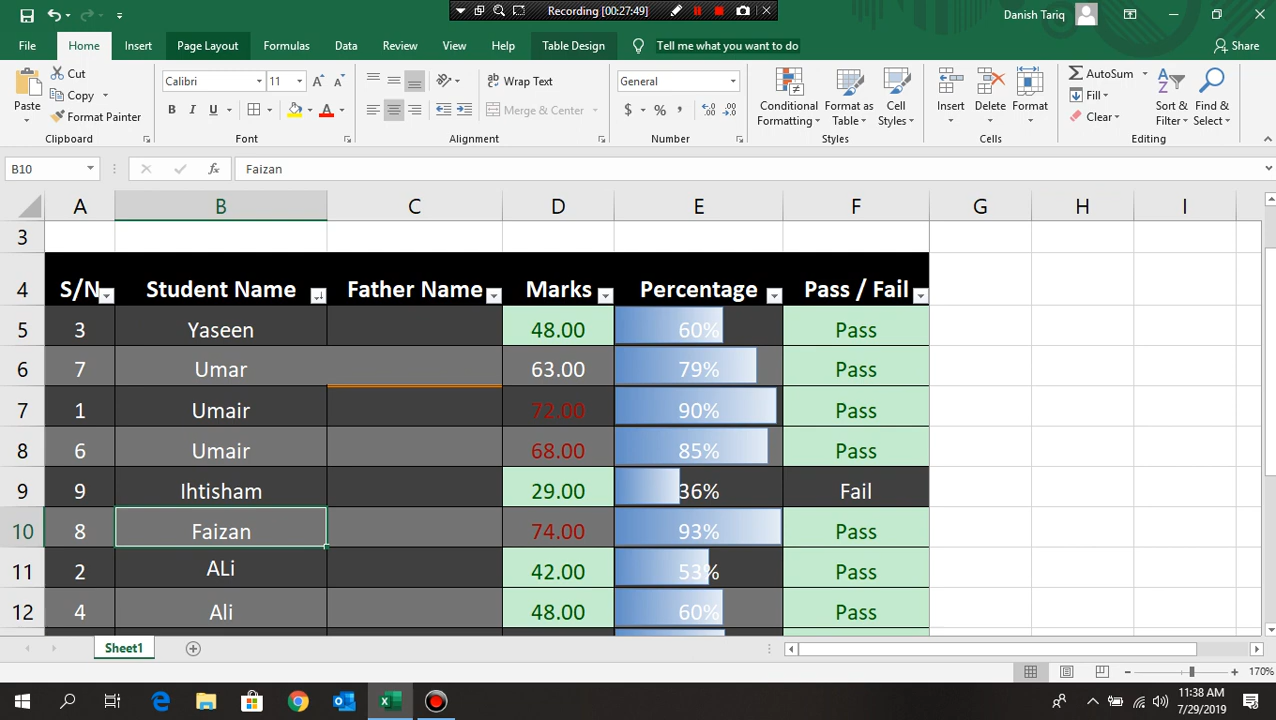 Recording [00:27:49]
Danish Tariq
File Home Insert Page Layout Formulas Data Review View Help Table Design Tell me what you want to do Share
Paste Cut Copy Format Painter
Calibri 11
B I U A
Wrap Text
Merge & Center
General
$ % ,
Conditional Formatting Format as Table Cell Styles
Insert Delete Format
AutoSum Fill Clear
Sort & Filter Find & Select
Clipboard Font Alignment Number Styles Cells Editing
B10 fx Faizan
A B C D E F G H I
3
4 S/N Student Name Father Name Marks Percentage Pass / Fail
5 3 Yaseen 48.00 60% Pass
6 7 Umar 63.00 79% Pass
7 1 Umair 72.00 90% Pass
8 6 Umair 68.00 85% Pass
9 9 Ihtisham 29.00 36% Fail
10 8 Faizan 74.00 93% Pass
11 2 ALi 42.00 53% Pass
12 4 Ali 48.00 60% Pass
Sheet1
170%
11:38 AM
7/29/2019